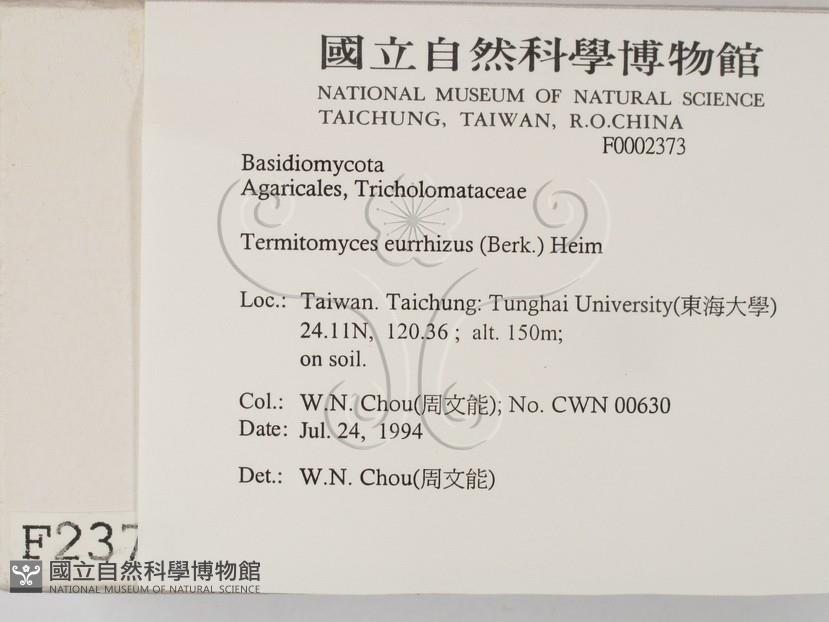 國立自然科學博物館
NATIONAL MUSEUM OF NATURAL SCIENCE
TAICHUNG, TAIWAN, R.O.CHINA
F0002373
Basidiomycota
Agaricales, Tricholomataceae
Termitomyces eurrhizus (Berk.) Heim
Loc.: Taiwan. Taichung: Tunghai University(東海大學)
24.11N, 120.36 ; alt. 150m;
on soil.
Col.: W.N. Chou(周文能); No. CWN 00630
Date: Jul. 24, 1994
Det.: W.N. Chou(周文能)
F237
國立自然科學博物館
NATIONAL MUSEUM OF NATURAL SCIENCE